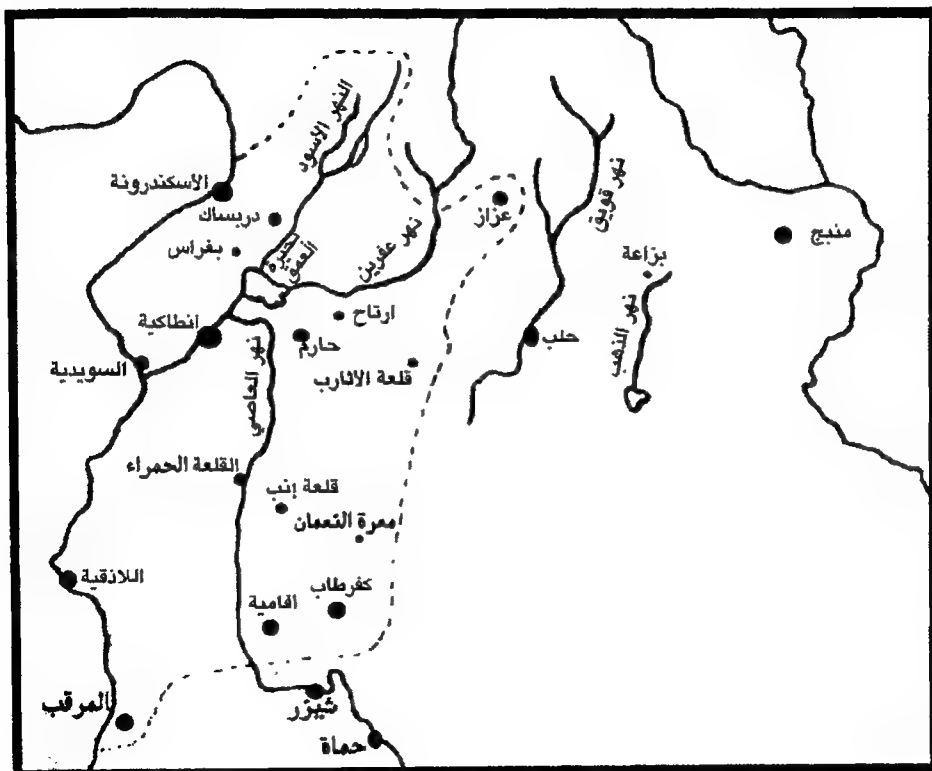 النهر الأسود
الأسكندرونة
دربساك
بغراس
بحيرة
العمق
نهر عفرين
عزاز
نهر قويق
منبج
بزاعة
نهر الذهب
انطاكية
ارتاح
حارم
حلب
السويدية
نهر العاصي
قلعة الاثارب
القلعة الحمراء
قلعة إنب
معرة النعمان
اللاذقية
افامية
كفرطاب
المرقب
شيزر
حماة